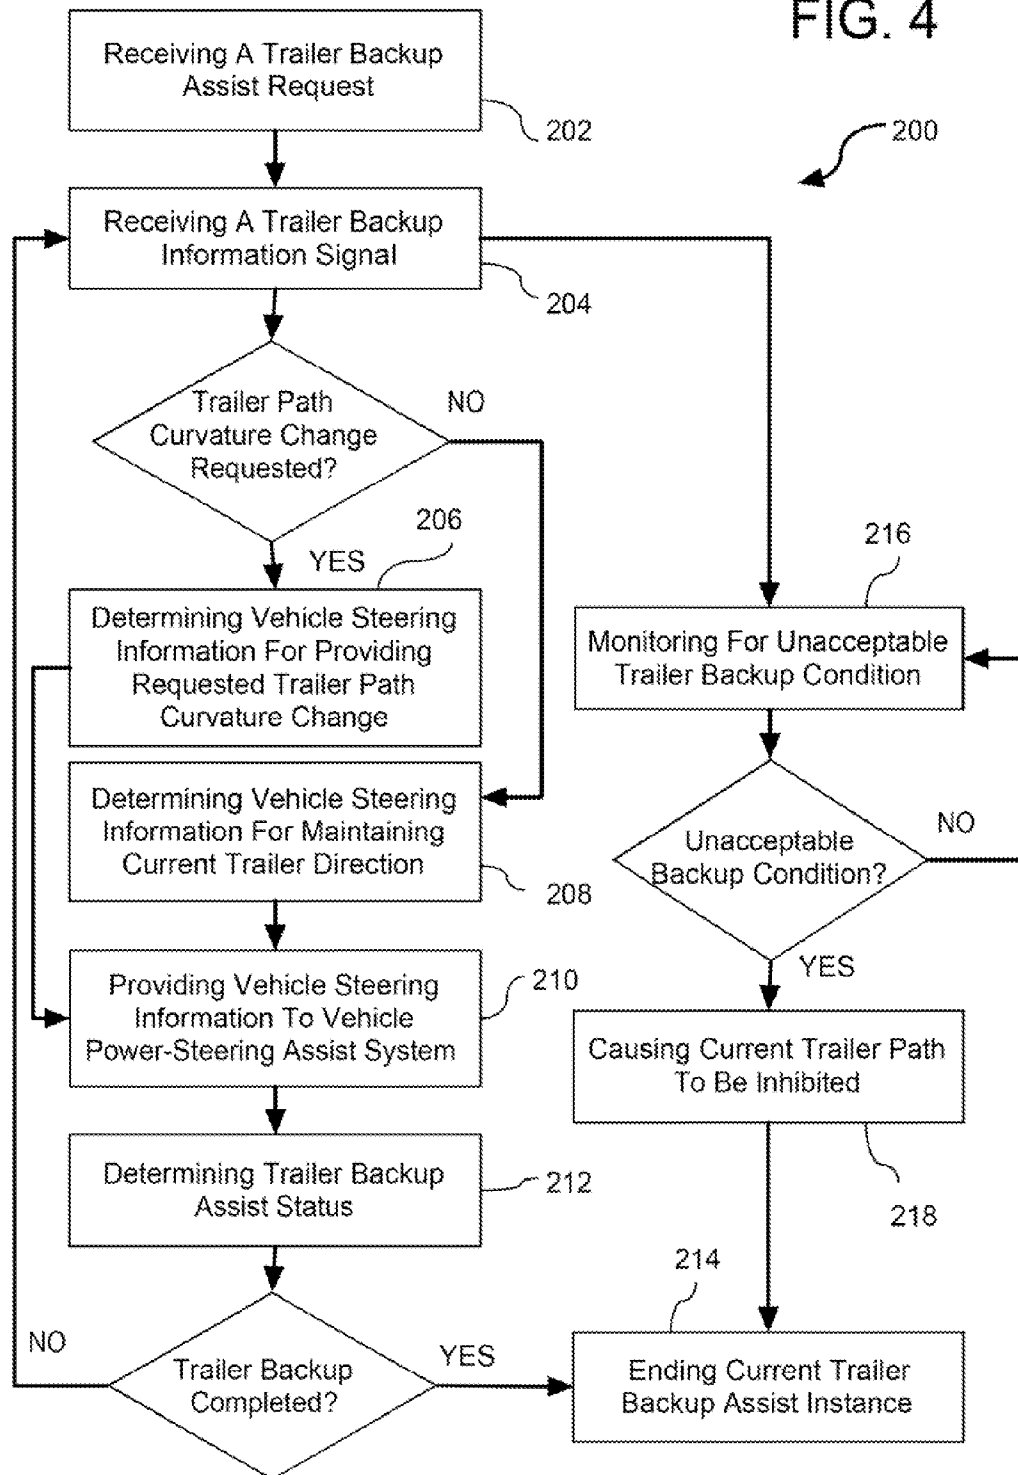 FIG. 4
Receiving A Trailer Backup
Assist Request
202
200
Receiving A Trailer Backup
Information Signal
204
Trailer Path
Curvature Change
Requested?
NO
YES
206
Determining Vehicle Steering
Information For Providing
Requested Trailer Path
Curvature Change
Determining Vehicle Steering
Information For Maintaining
Current Trailer Direction
208
Providing Vehicle Steering
Information To Vehicle
Power-Steering Assist System
210
Determining Trailer Backup
Assist Status
212
Trailer Backup
Completed?
NO
YES
216
Monitoring For Unacceptable
Trailer Backup Condition
Unacceptable
Backup Condition?
NO
YES
Causing Current Trailer Path
To Be Inhibited
218
214
Ending Current Trailer
Backup Assist Instance